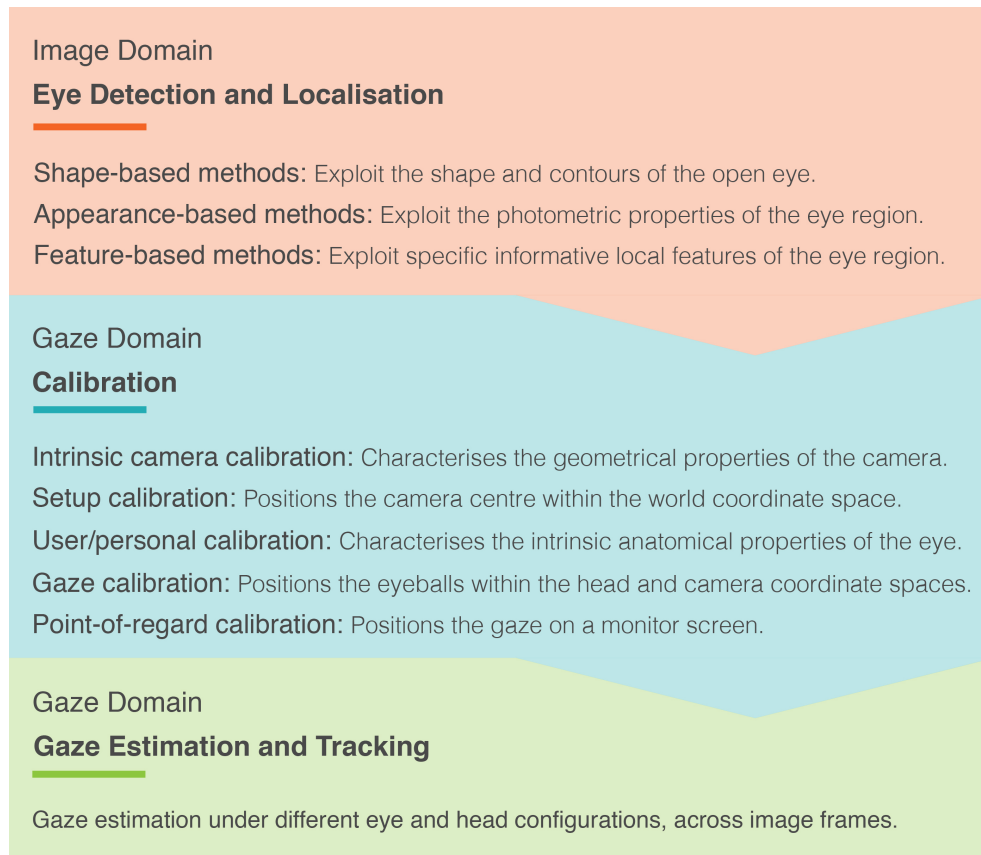 Image Domain
Eye Detection and Localisation
Shape-based methods: Exploit the shape and contours of the open eye.
Appearance-based methods: Exploit the photometric properties of the eye region.
Feature-based methods: Exploit specific informative local features of the eye region.
Gaze Domain
Calibration
Intrinsic camera calibration: Characterises the geometrical properties of the camera.
Setup calibration: Positions the camera centre within the world coordinate space.
User/personal calibration: Characterises the intrinsic anatomical properties of the eye.
Gaze calibration: Positions the eyeballs within the head and camera coordinate spaces.
Point-of-regard calibration: Positions the gaze on a monitor screen.
Gaze Domain
Gaze Estimation and Tracking
Gaze estimation under different eye and head configurations, across image frames.